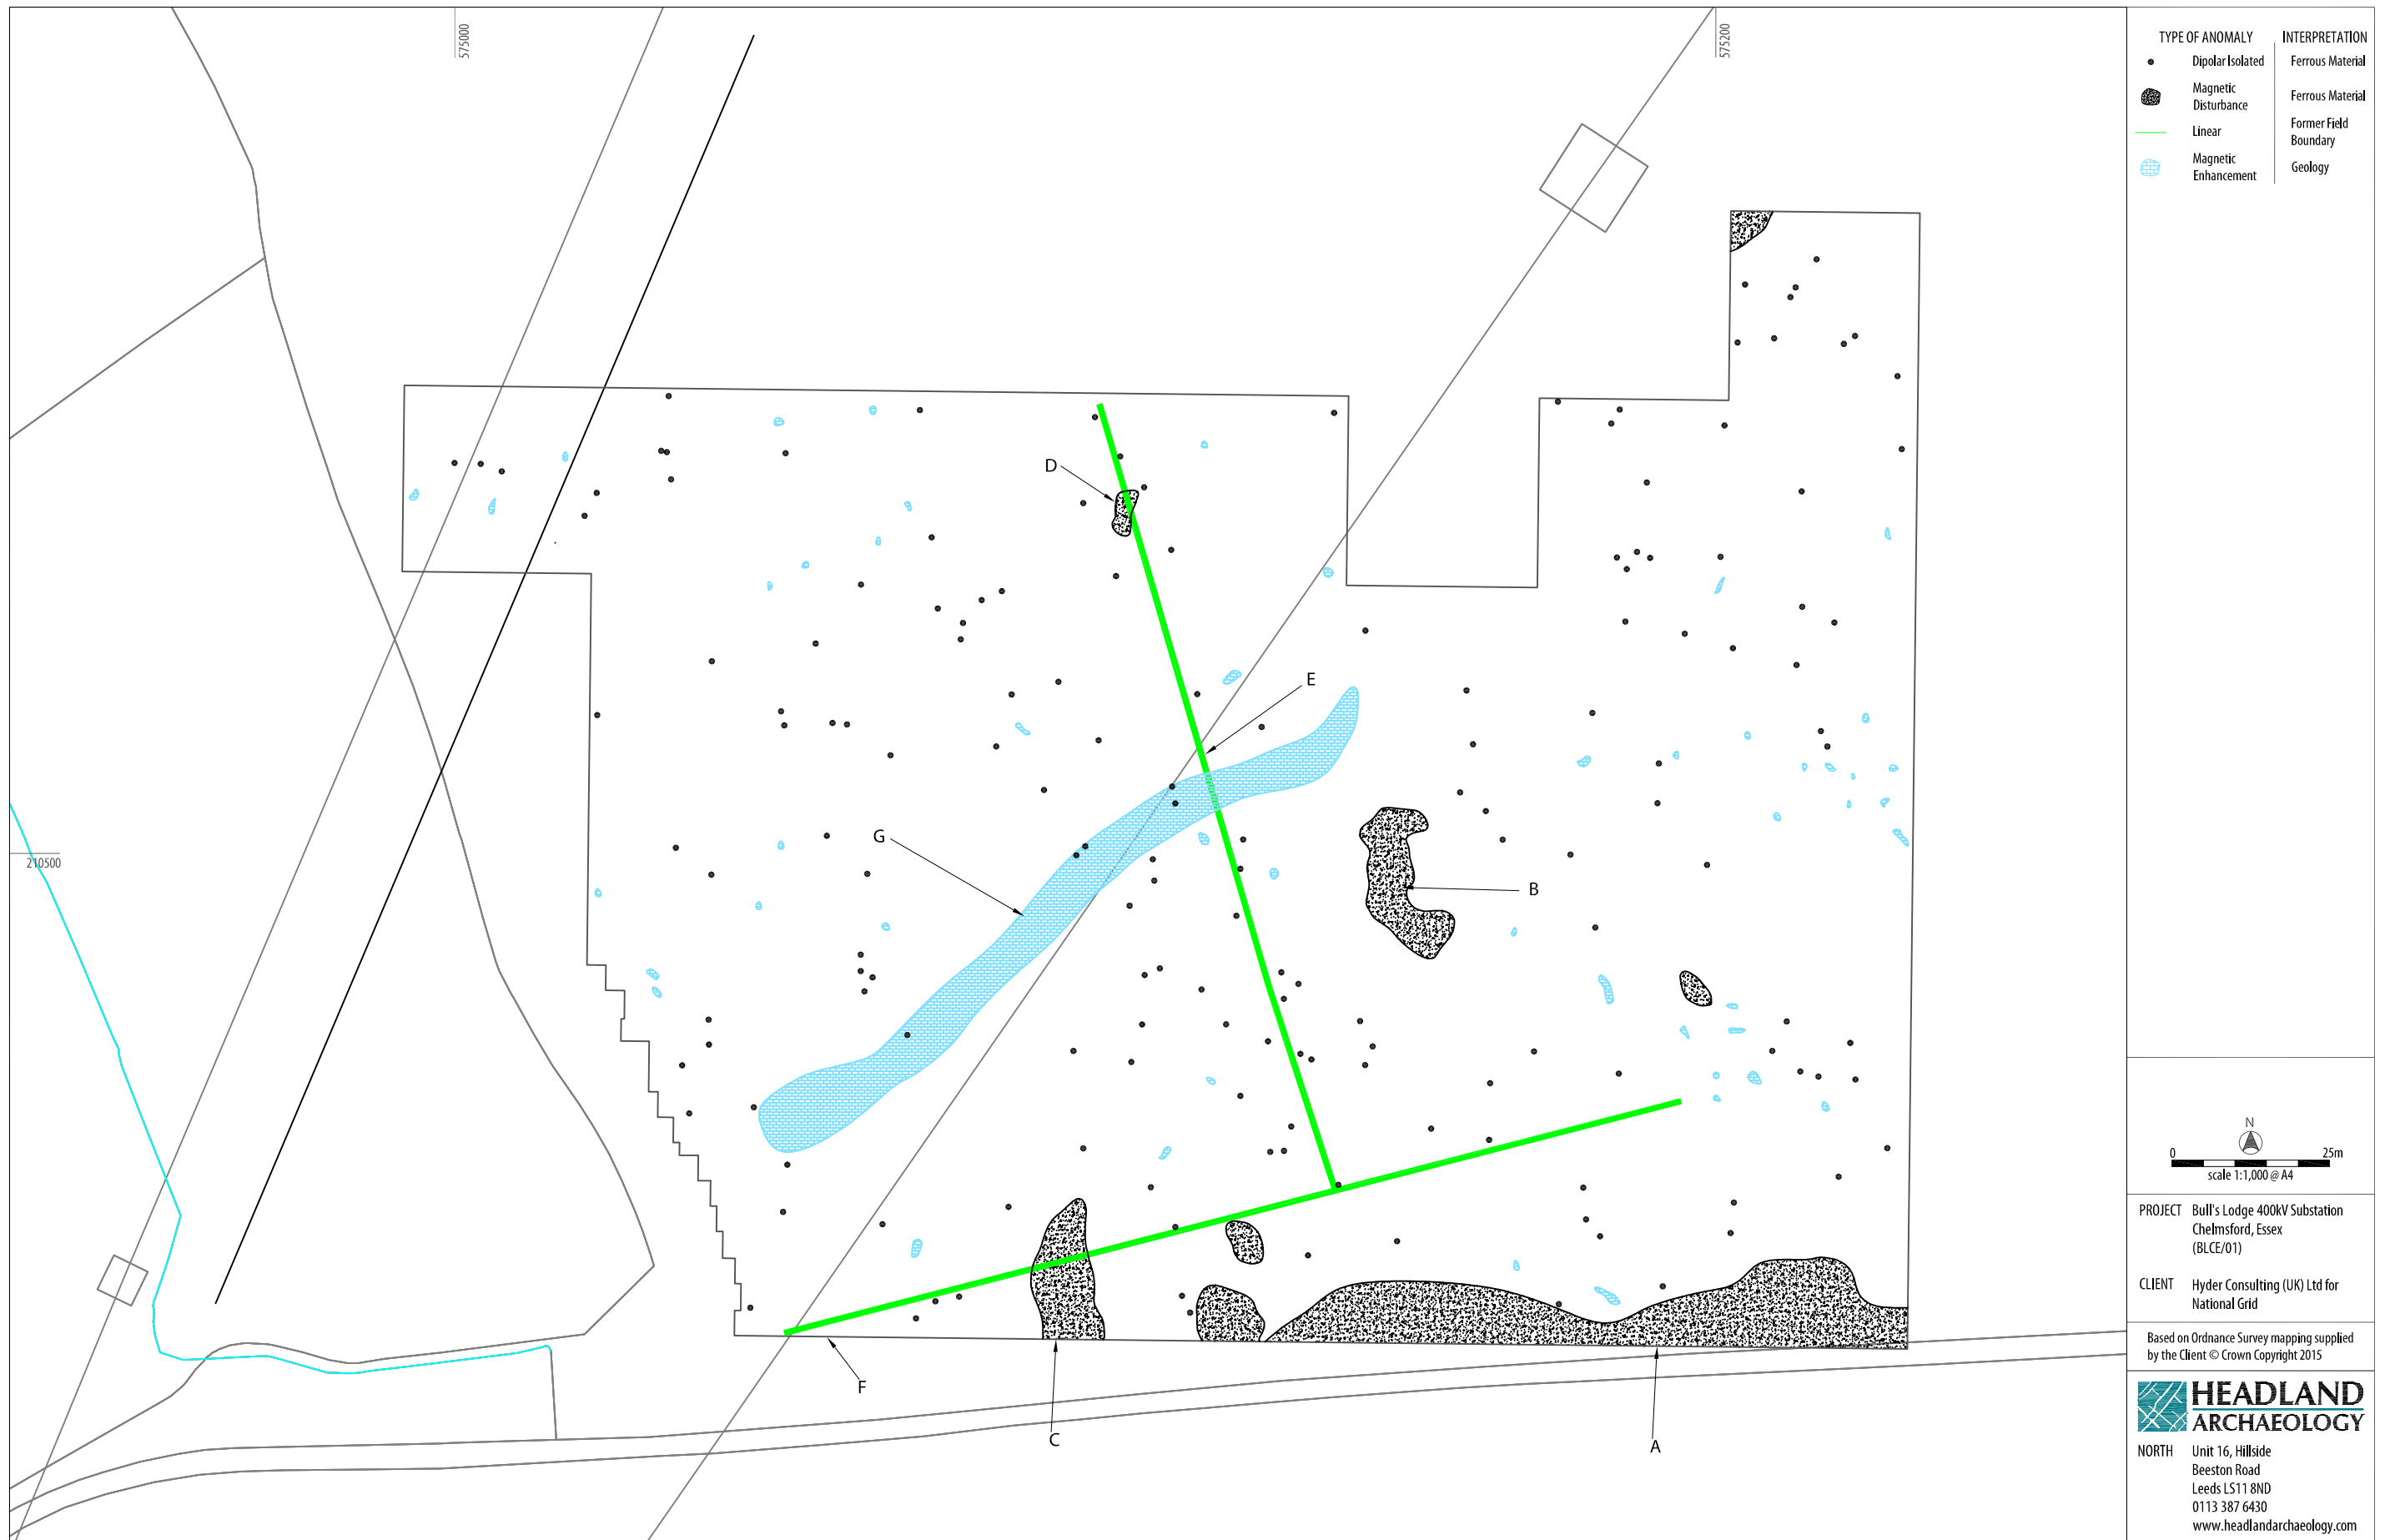 575000
575200
210500
D
E
G
B
F
C
A
TYPE OF ANOMALY
INTERPRETATION
Dipolar Isolated
Ferrous Material
Magnetic
Disturbance
Ferrous Material
Linear
Former Field
Boundary
Magnetic
Enhancement
Geology
N
0
25m
scale 1:1,000 @ A4
PROJECT Bull's Lodge 400kV Substation
Chelmsford, Essex
(BLCE/01)
CLIENT Hyder Consulting (UK) Ltd for
National Grid
Based on Ordnance Survey mapping supplied
by the Client © Crown Copyright 2015
HEADLAND
ARCHAEOLOGY
NORTH Unit 16, Hillside
Beeston Road
Leeds LS11 8ND
0113 387 6430
www.headlandarchaeology.com